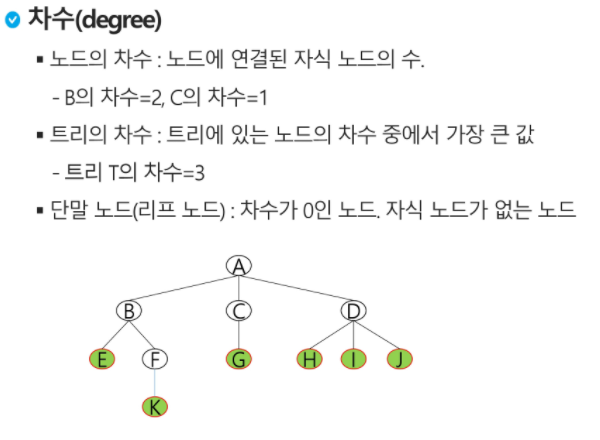 차수(degree)
▪ 노드의 차수 : 노드에 연결된 자식 노드의 수.
- B의 차수=2, C의 차수=1
▪ 트리의 차수 : 트리에 있는 노드의 차수 중에서 가장 큰 값
- 트리 T의 차수=3
▪ 단말 노드(리프 노드) : 차수가 0인 노드. 자식 노드가 없는 노드
A
B C D
E F G H I J
K